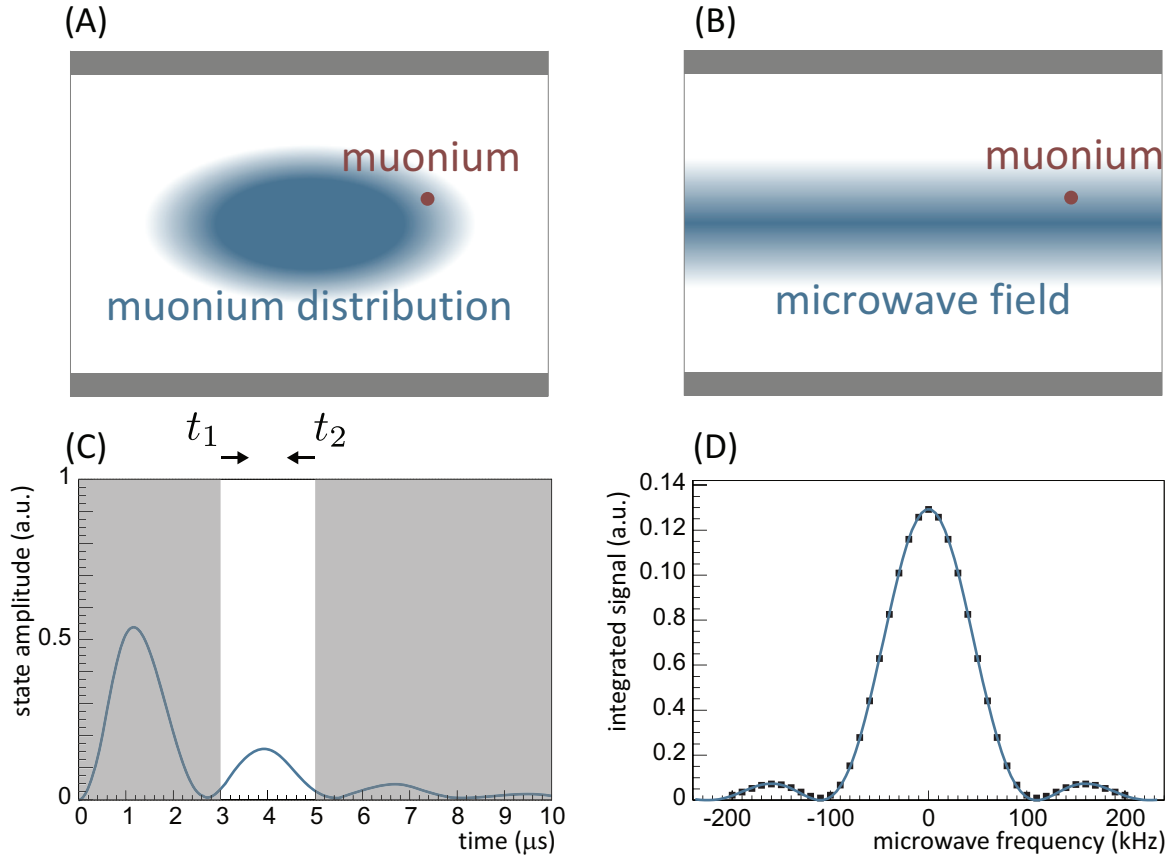 (A)
muonium
muonium distribution
(B)
muonium
microwave field
(C)
t₁
t₂
1
0.5
0
state amplitude (a.u.)
0 1 2 3 4 5 6 7 8 9 10
time (µs)
(D)
0.14
0.12
0.10
0.8
0.6
0.4
0.2
0
integrated signal (a.u.)
-200 -100 0 100 200
microwave frequency (kHz)